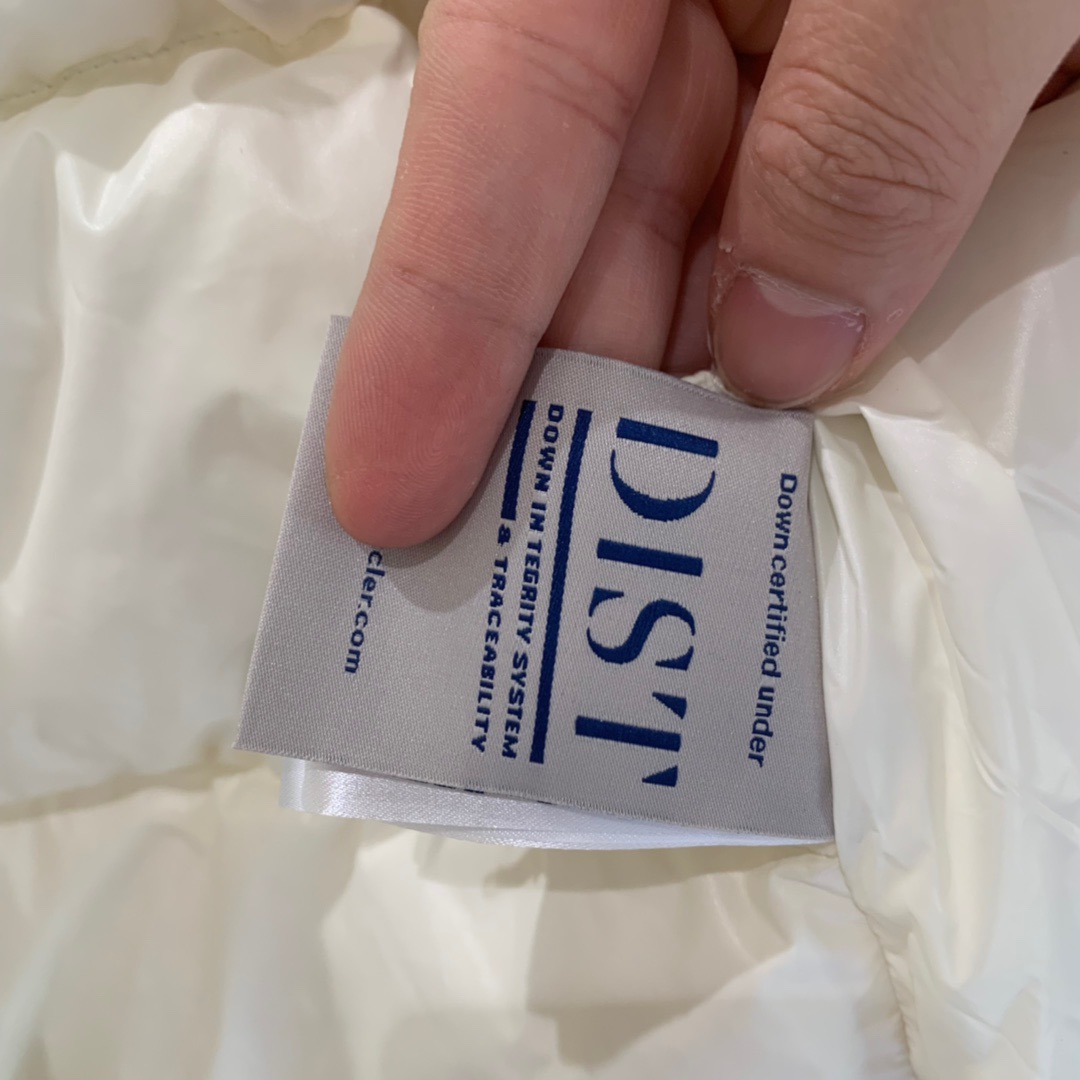 Down certified under
DIST
DOWN INTEGRITY SYSTEM
& TRACEABILITY
cler.com